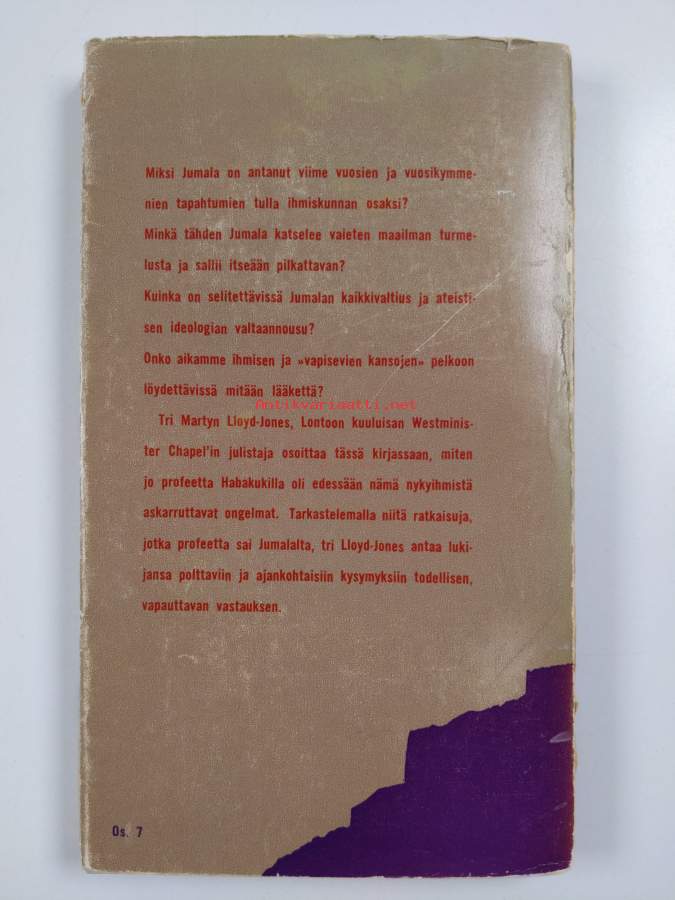 Miksi Jumala on antanut viime vuosien ja vuosikymme-
nien tapahtumien tulla ihmiskunnan osaksi?
Minkä tähden Jumala katselee vaieten maailman turme-
lusta ja sallii itseään pilkattavan?
Kuinka on selitettävissä Jumalan kaikkivaltius ja ateisti-
sen ideologian valtaannousu?
Onko aikamme ihmisen ja »vapisevien kansojen» pelkoon
löydettävissä mitään lääkettä?
Antikvariaatti.net
Tri Martyn Lloyd-Jones, Lontoon kuuluisan Westminis-
ter Chapel'in julistaja osoittaa tässä kirjassaan, miten
jo profeetta Habakukilla oli edessään nämä nykyihmistä
askarruttavat ongelmat. Tarkastelemalla niitä ratkaisuja,
jotka profeetta sai Jumalalta, tri Lloyd-Jones antaa luki-
jansa polttaviin ja ajankohtaisiin kysymyksiin todellisen,
vapauttavan vastauksen.
Os. 7